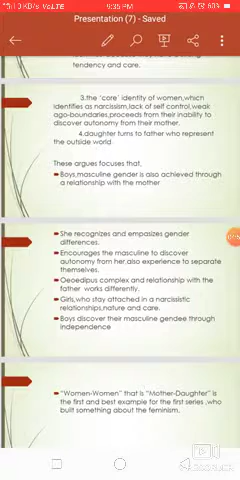 9:35 PM
60%
Presentation (7) - Saved
tendency and care.
3.the ‘core’ identity of women,which
identifies as narcissism,lack of self control,weak
ago-boundaries,proceeds from their inability to
discover autonomy from their mother.
4.daughter turns to father who represent
the outside world
These argues focuses that,
Boys,masculine gender is also achieved through
a relationship with the mother
She recognizes and empasizes gender
differences.
Encourages the masculine to discover
autonomy from her,also experience to separate
themselves.
Oeoedipus complex and relationship with the
father works differently.
Girls,who stay attached in a narcissistic
relationships,nature and care.
Boys discover their masculine gendee through
independence
“Women-Women” that is “Mother-Daughter” is
the first and best example for the first series ,who
built something about the feminism.